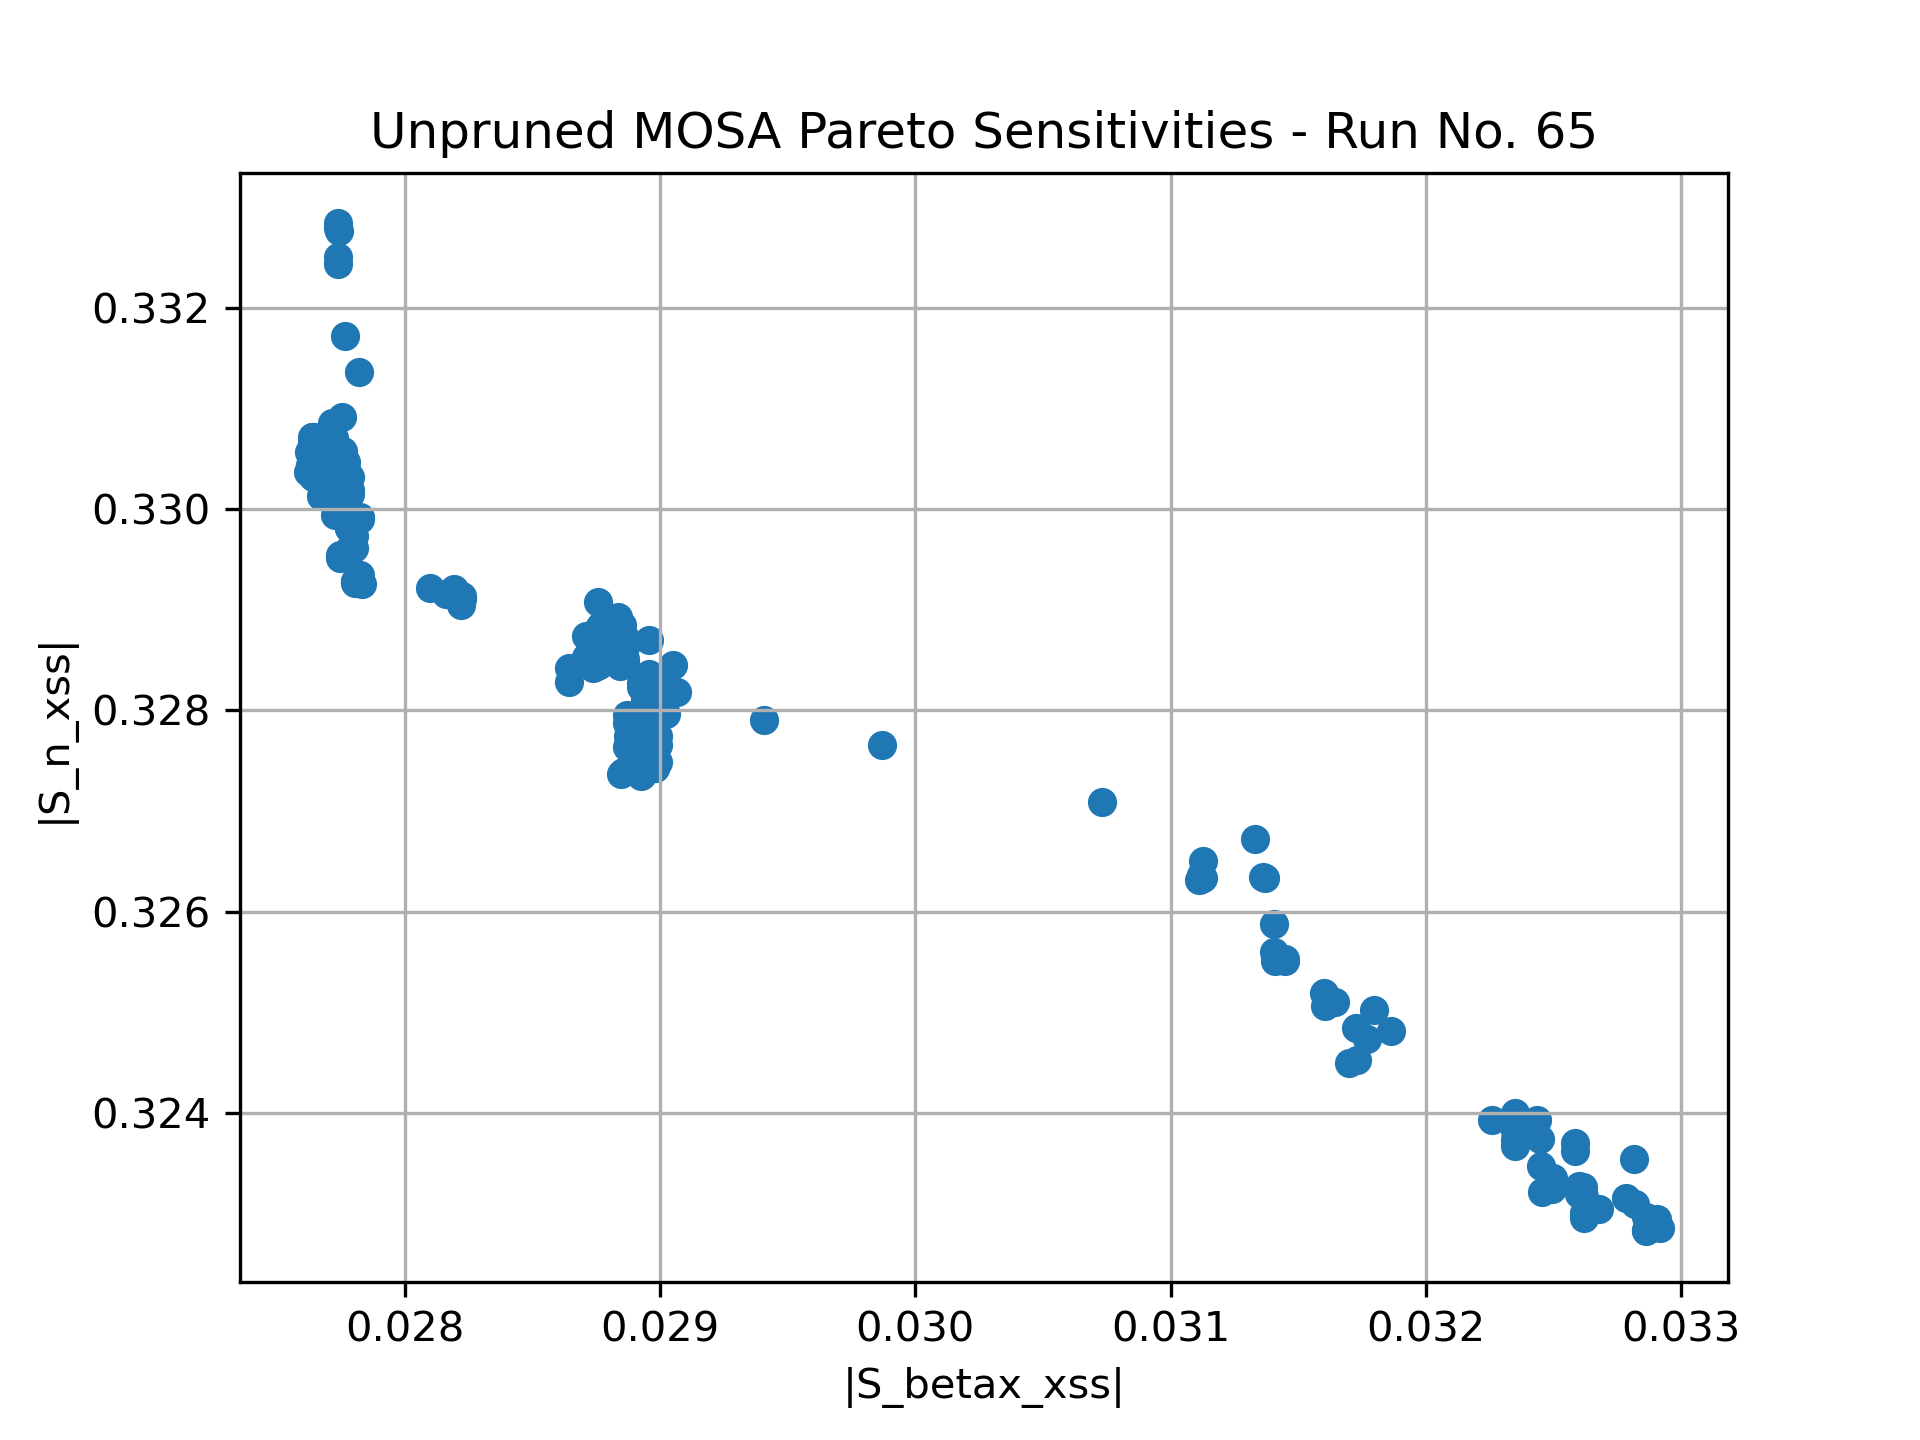 Unpruned MOSA Pareto Sensitivities - Run No. 65
|S_n_xss|
0.332
0.330
0.328
0.326
0.324
0.028 0.029 0.030 0.031 0.032 0.033
|S_betax_xss|